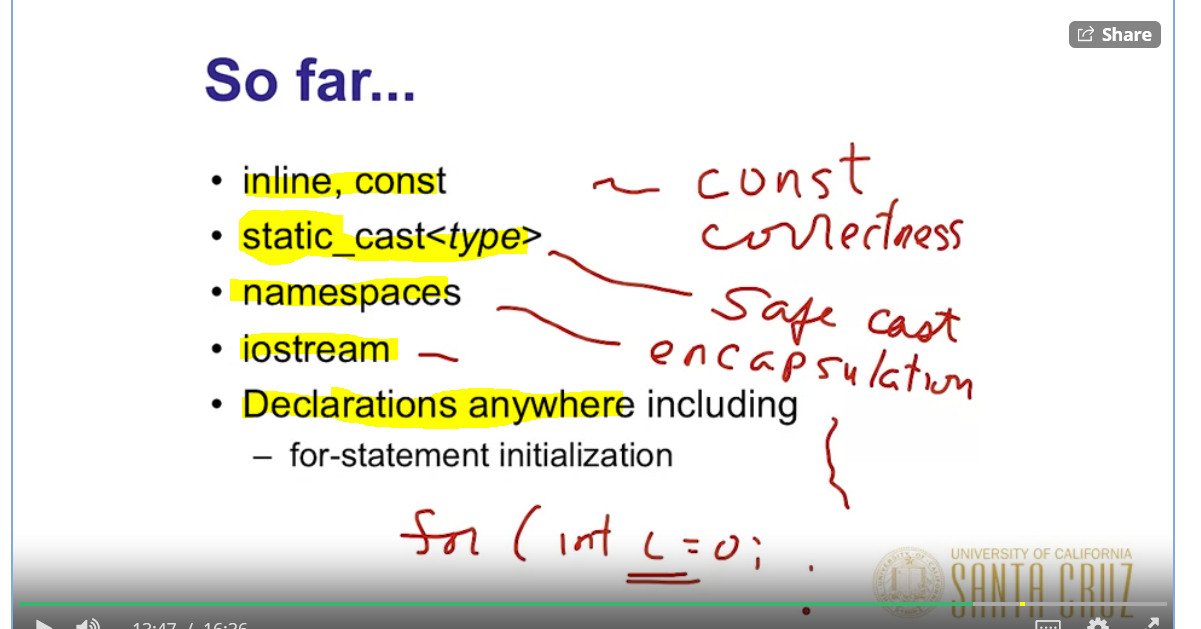 Share
So far...
• inline, const
~ const
correctness
• static_cast<type>
safe cast
• namespaces
encapsulation
• iostream
• Declarations anywhere including
– for-statement initialization
for ( int i = 0;
UNIVERSITY OF CALIFORNIA
SANTA CRUZ
13:47 / 16:36